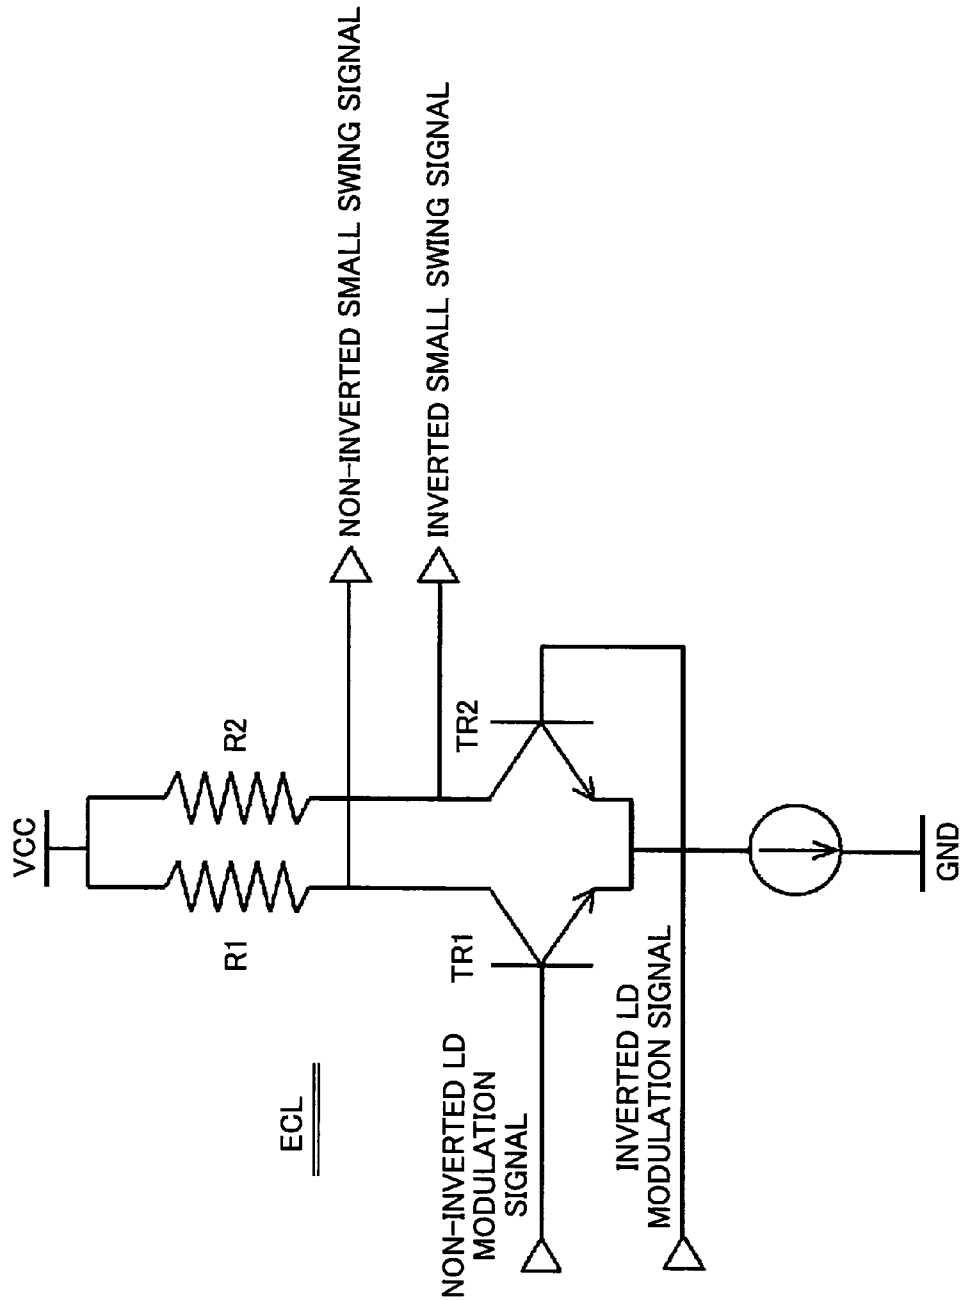 VCC
R1
R2
NON-INVERTED SMALL SWING SIGNAL
INVERTED SMALL SWING SIGNAL
ECL
TR1
TR2
NON-INVERTED LD
MODULATION
SIGNAL
INVERTED LD
MODULATION SIGNAL
GND